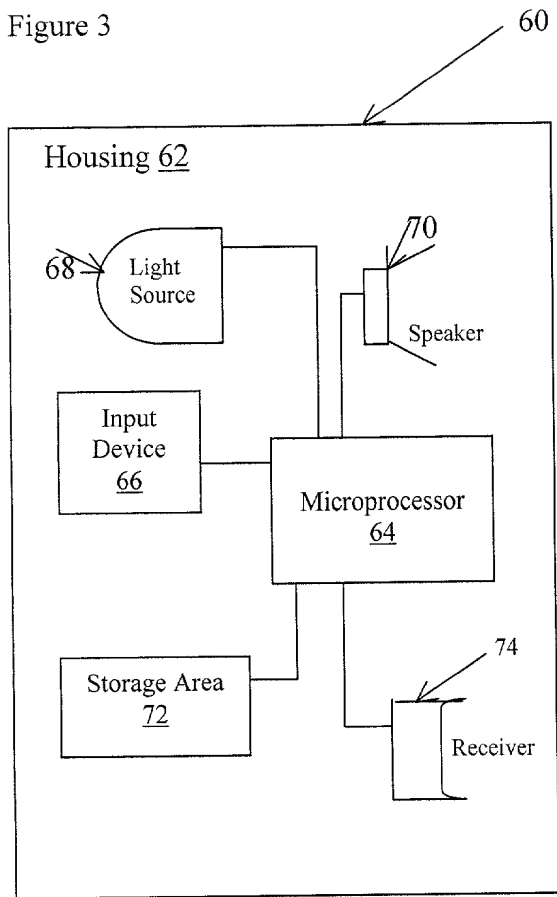 Figure 3
60
Housing 62
68
Light
Source
70
Speaker
Input
Device
66
Microprocessor
64
Storage Area
72
74
Receiver